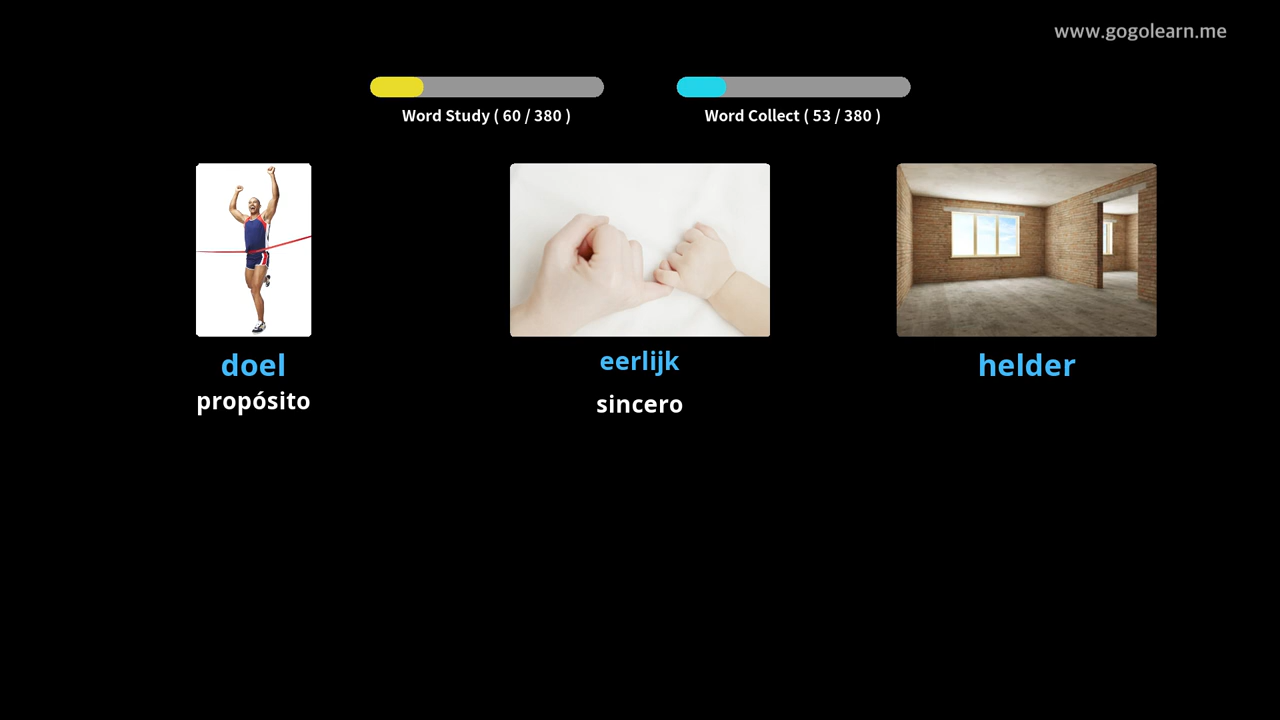 www.gogolearn.me
Word Study ( 60 / 380 )
Word Collect ( 53 / 380 )
doel
propósito
eerlijk
sincero
helder